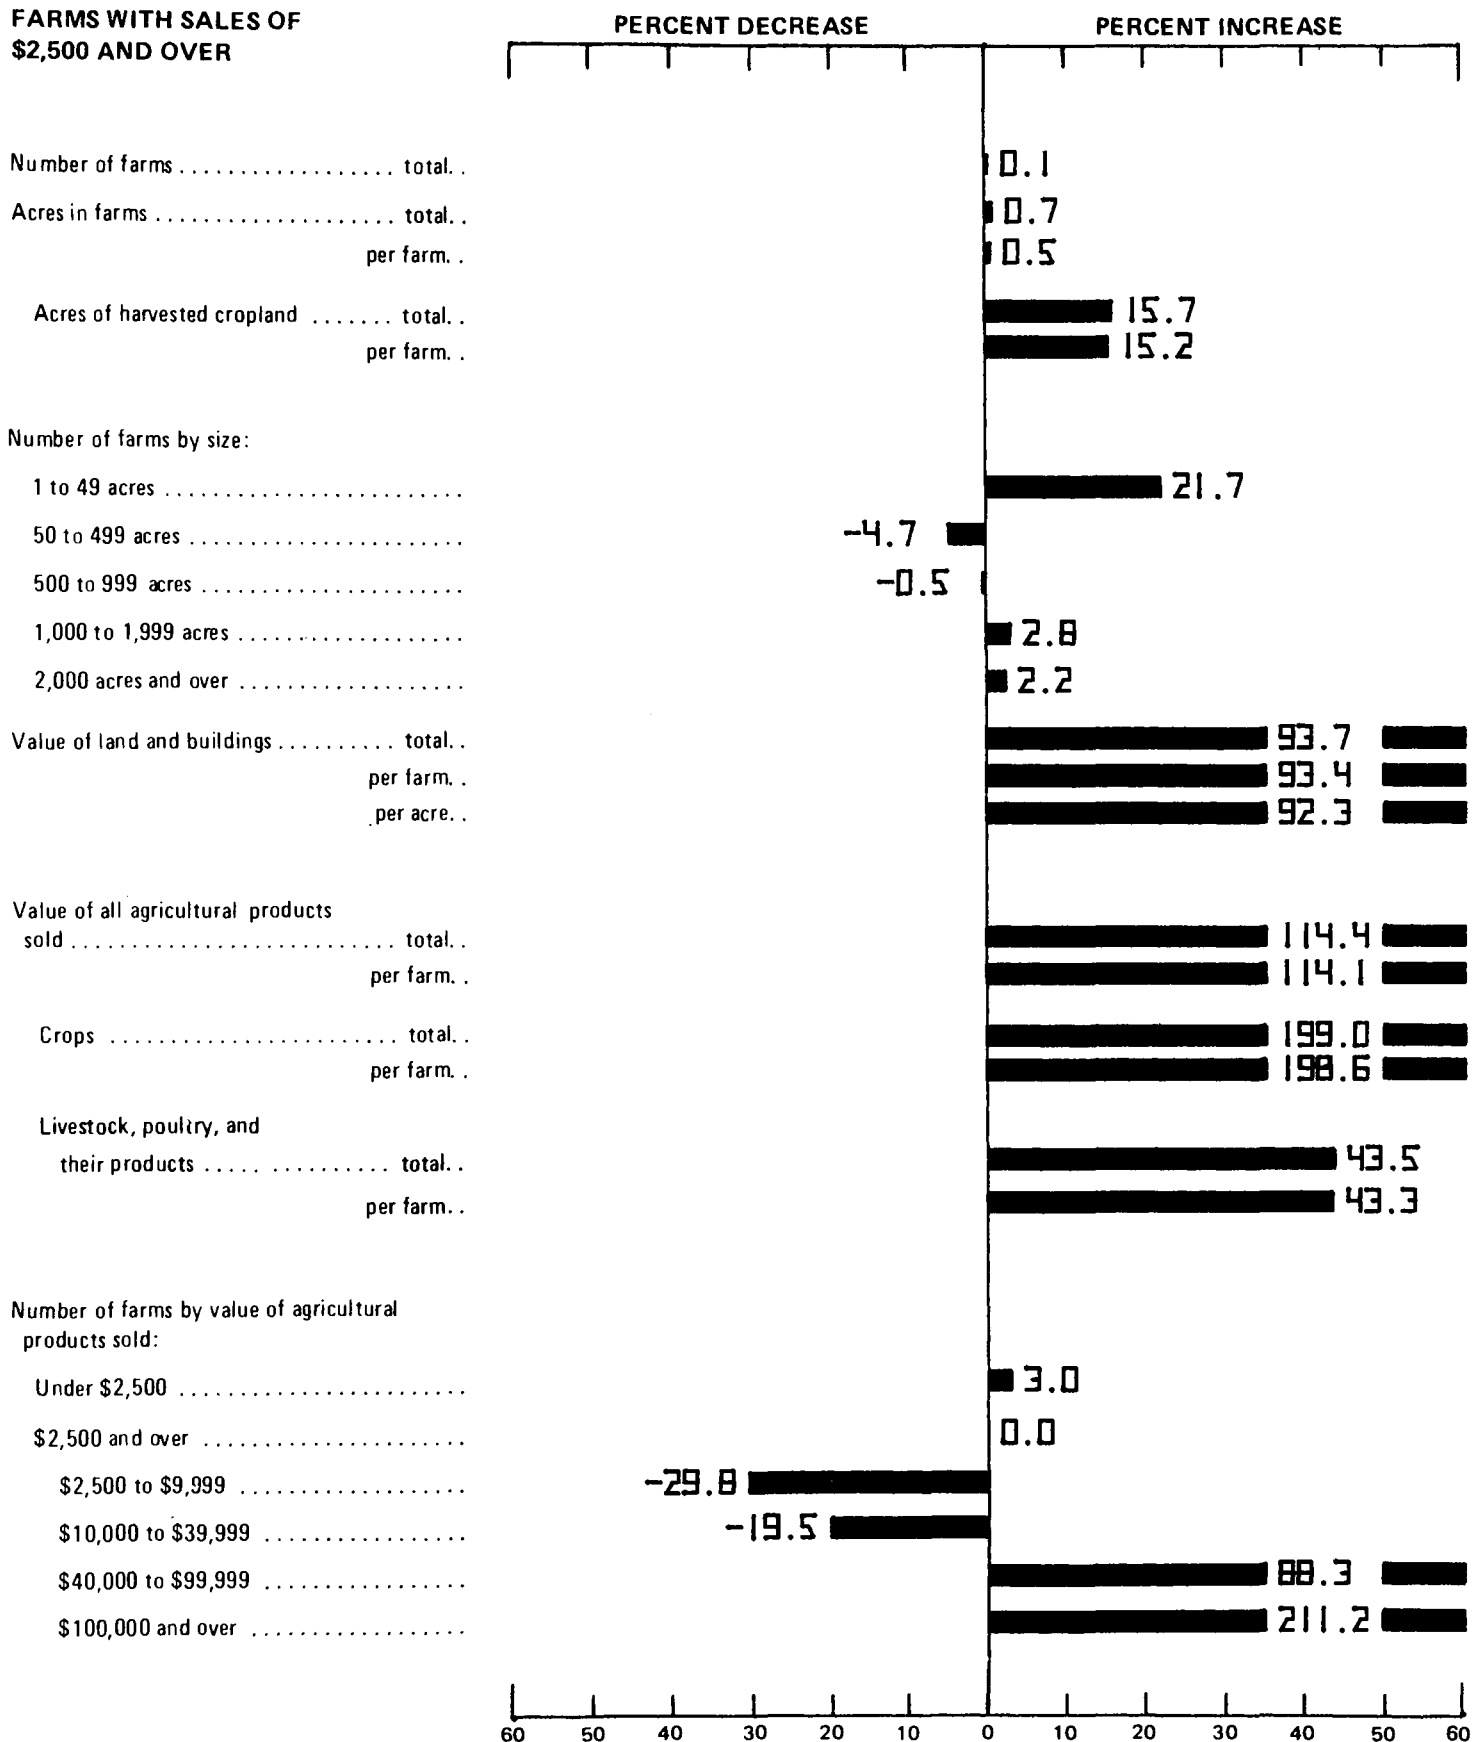 FARMS WITH SALES OF
$2,500 AND OVER
PERCENT DECREASE PERCENT INCREASE
Number of farms .................. total.. 0.1
Acres in farms .................... total.. 0.7
per farm.. 0.5
Acres of harvested cropland ....... total.. 15.7
per farm.. 15.2
Number of farms by size:
1 to 49 acres ......................... 21.7
50 to 499 acres ....................... -4.7
500 to 999 acres ...................... -0.5
1,000 to 1,999 acres ................... 2.8
2,000 acres and over ................... 2.2
Value of land and buildings .......... total.. 93.7
per farm.. 93.4
per acre.. 92.3
Value of all agricultural products
sold ........................... total.. 114.4
per farm.. 114.1
Crops ........................ total.. 199.0
per farm.. 198.6
Livestock, poultry, and
their products ..... .......... total.. 43.5
per farm.. 43.3
Number of farms by value of agricultural
products sold:
Under $2,500 ........................ 3.0
$2,500 and over ...................... 0.0
$2,500 to $9,999 ................... -29.8
$10,000 to $39,999 ................. -19.5
$40,000 to $99,999 ................. 88.3
$100,000 and over .................. 211.2
60 50 40 30 20 10 0 10 20 30 40 50 60